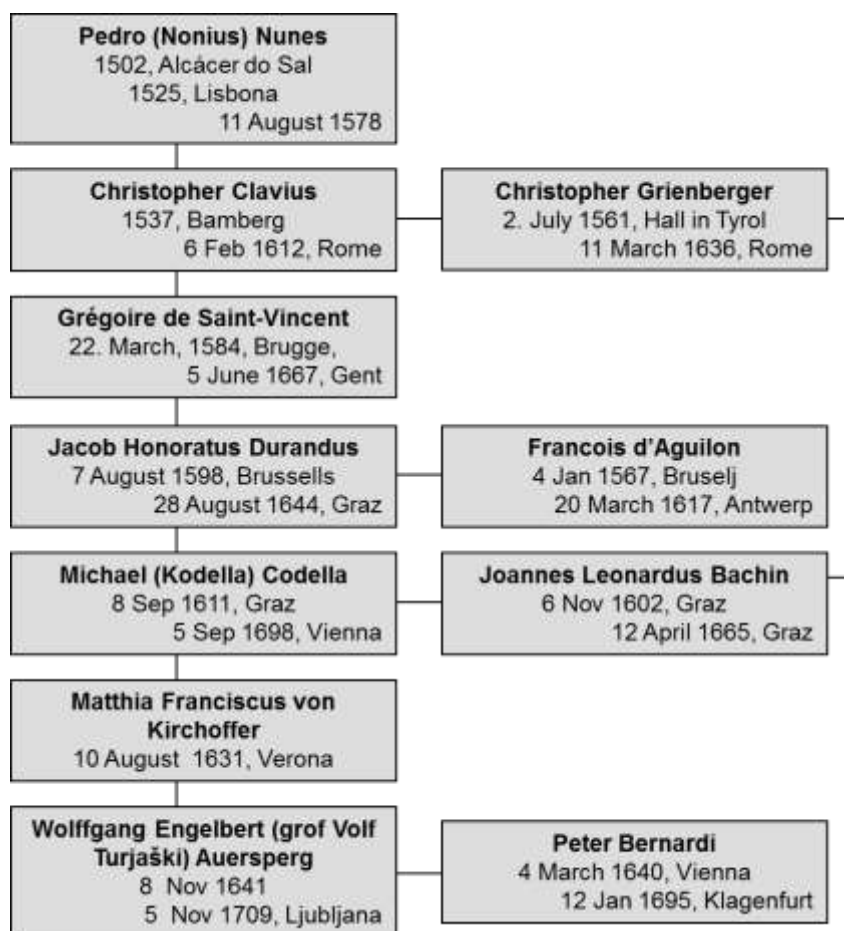 Pedro (Nonius) Nunes
1502, Alcácer do Sal
1525, Lisbona
11 August 1578
Christopher Clavius
1537, Bamberg
6 Feb 1612, Rome
Christopher Grienberger
2. July 1561, Hall in Tyrol
11 March 1636, Rome
Grégoire de Saint-Vincent
22. March, 1584, Brugge,
5 June 1667, Gent
Jacob Honoratus Durandus
7 August 1598, Brussells
28 August 1644, Graz
Francois d’Aguilon
4 Jan 1567, Bruselj
20 March 1617, Antwerp
Michael (Kodella) Codella
8 Sep 1611, Graz
5 Sep 1698, Vienna
Joannes Leonardus Bachin
6 Nov 1602, Graz
12 April 1665, Graz
Matthia Franciscus von
Kirchoffer
10 August 1631, Verona
Wolffgang Engelbert (grof Volf
Turjaški) Auersperg
8 Nov 1641
5 Nov 1709, Ljubljana
Peter Bernardi
4 March 1640, Vienna
12 Jan 1695, Klagenfurt